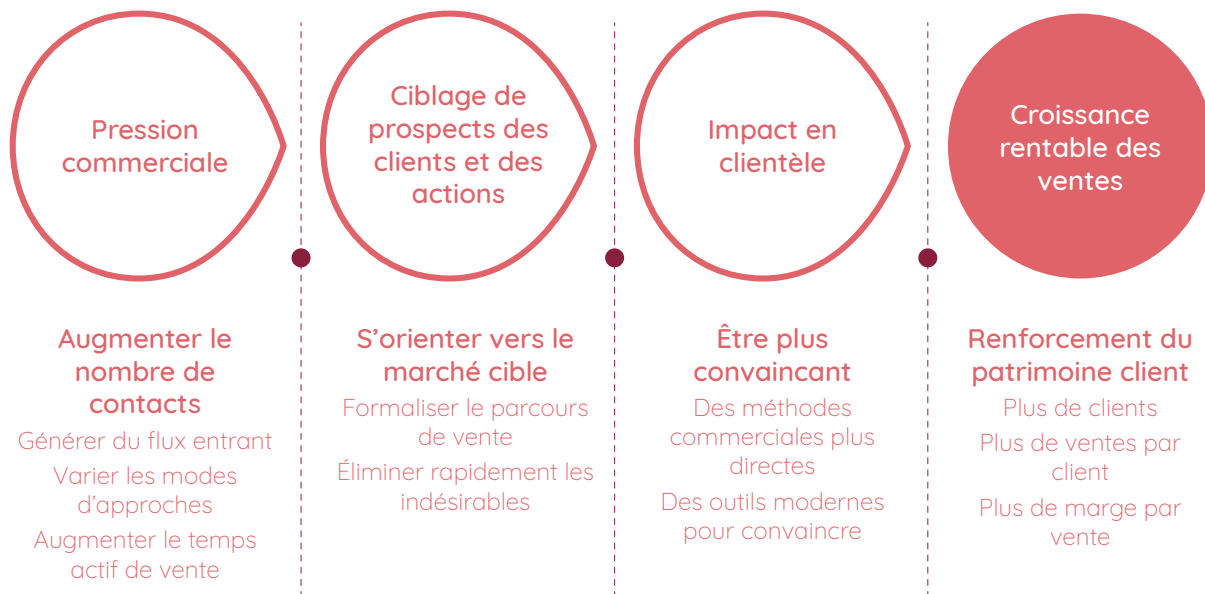 Pression
commerciale
Ciblage de
prospects des
clients et des
actions
Impact en
clientèle
Croissance
rentable des
ventes
Augmenter le
nombre de
contacts
Générer du flux entrant
Varier les modes
d’approches
Augmenter le temps
actif de vente
S’orienter vers le
marché cible
Formaliser le parcours
de vente
Éliminer rapidement les
indésirables
Être plus
convaincant
Des méthodes
commerciales plus
directes
Des outils modernes
pour convaincre
Renforcement du
patrimoine client
Plus de clients
Plus de ventes par
client
Plus de marge par
vente